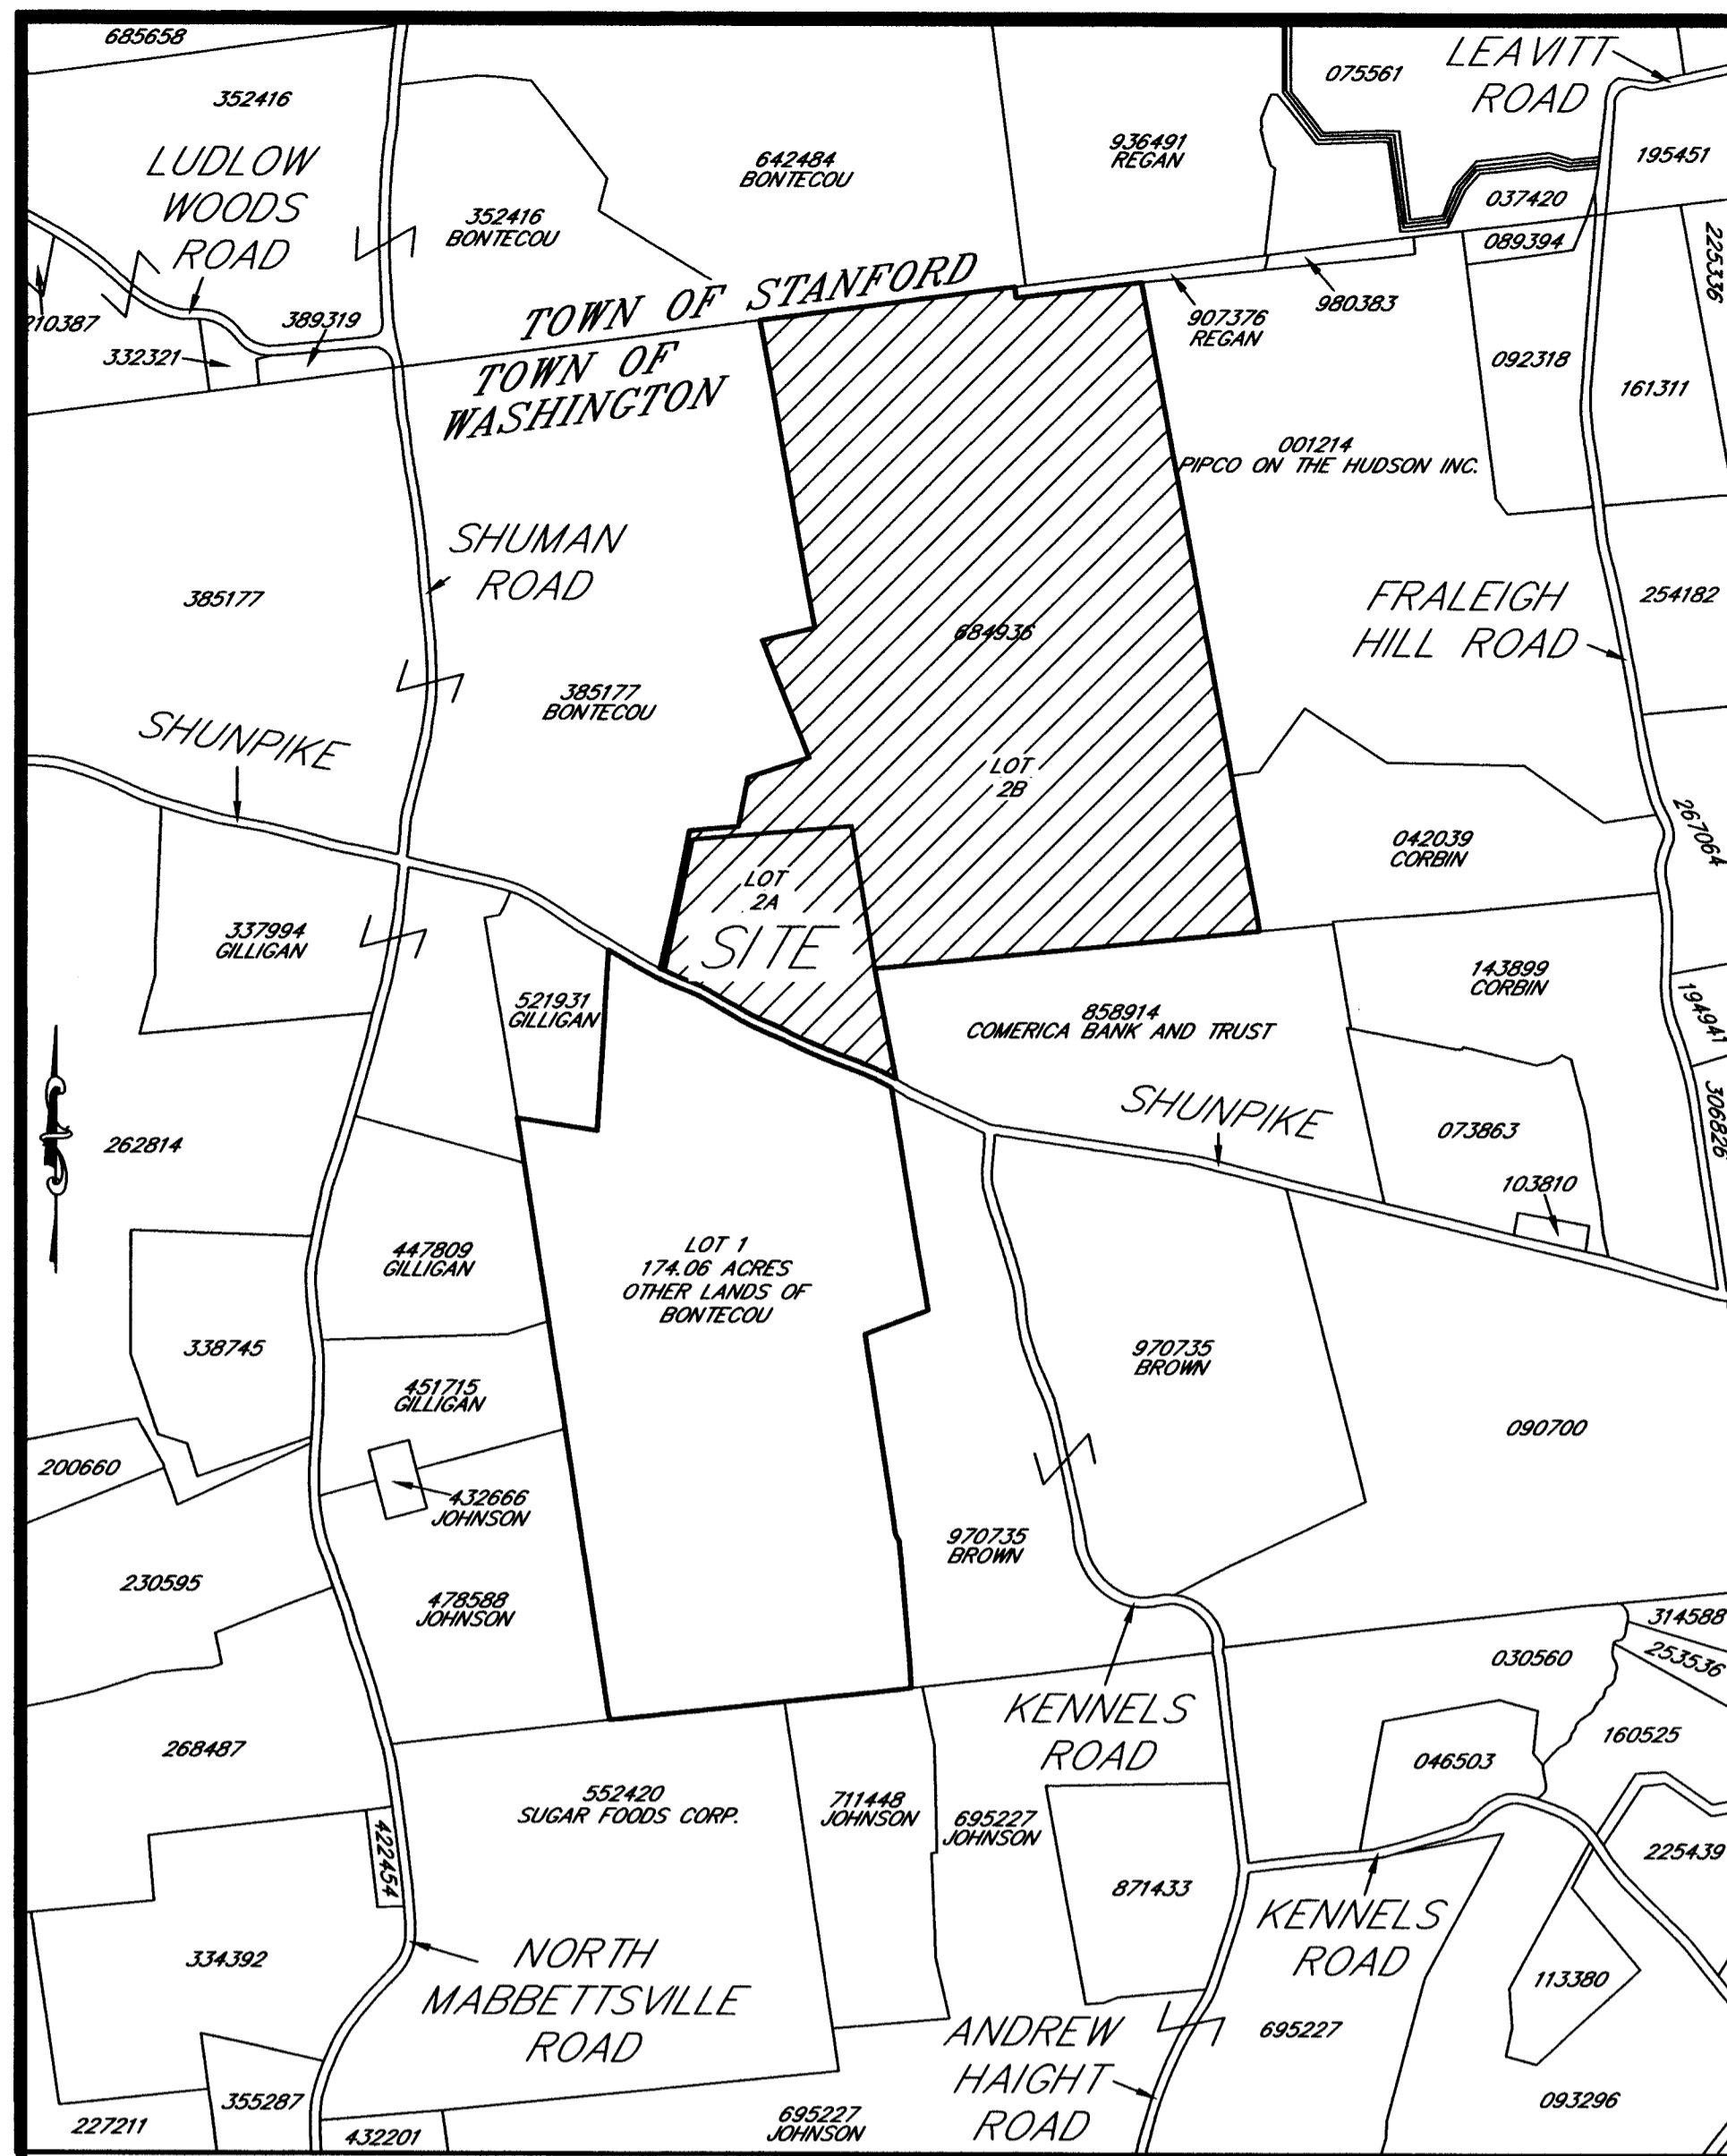 685658
352416
LUDLOW
WOODS
ROAD
352416
BONTECOU
642484
BONTECOU
936491
REGAN
075561
LEAVITT
ROAD
195451
037420
089394
225336
210387
332321
389319
TOWN OF STANFORD
TOWN OF
WASHINGTON
907376
REGAN
980383
092318
161311
001214
PIPCO ON THE HUDSON INC.
SHUMAN
ROAD
385177
684936
FRALEIGH
HILL ROAD
254182
385177
BONTECOU
SHUNPIKE
LOT
2B
042039
CORBIN
267064
LOT
2A
SITE
337994
GILLIGAN
521931
GILLIGAN
858914
COMERICA BANK AND TRUST
143899
CORBIN
194941
306826
SHUNPIKE
073863
103810
262814
447809
GILLIGAN
LOT 1
174.06 ACRES
OTHER LANDS OF
BONTECOU
338745
451715
GILLIGAN
970735
BROWN
090700
200660
432666
JOHNSON
970735
BROWN
230595
478588
JOHNSON
314588
253536
030560
KENNELS
ROAD
160525
268487
046503
552420
SUGAR FOODS CORP.
711448
JOHNSON
695227
JOHNSON
422454
871433
225439
KENNELS
ROAD
334392
NORTH
MABBETTSVILLE
ROAD
113380
ANDREW
HAIGHT
ROAD
695227
355287
227211
432201
695227
JOHNSON
093296